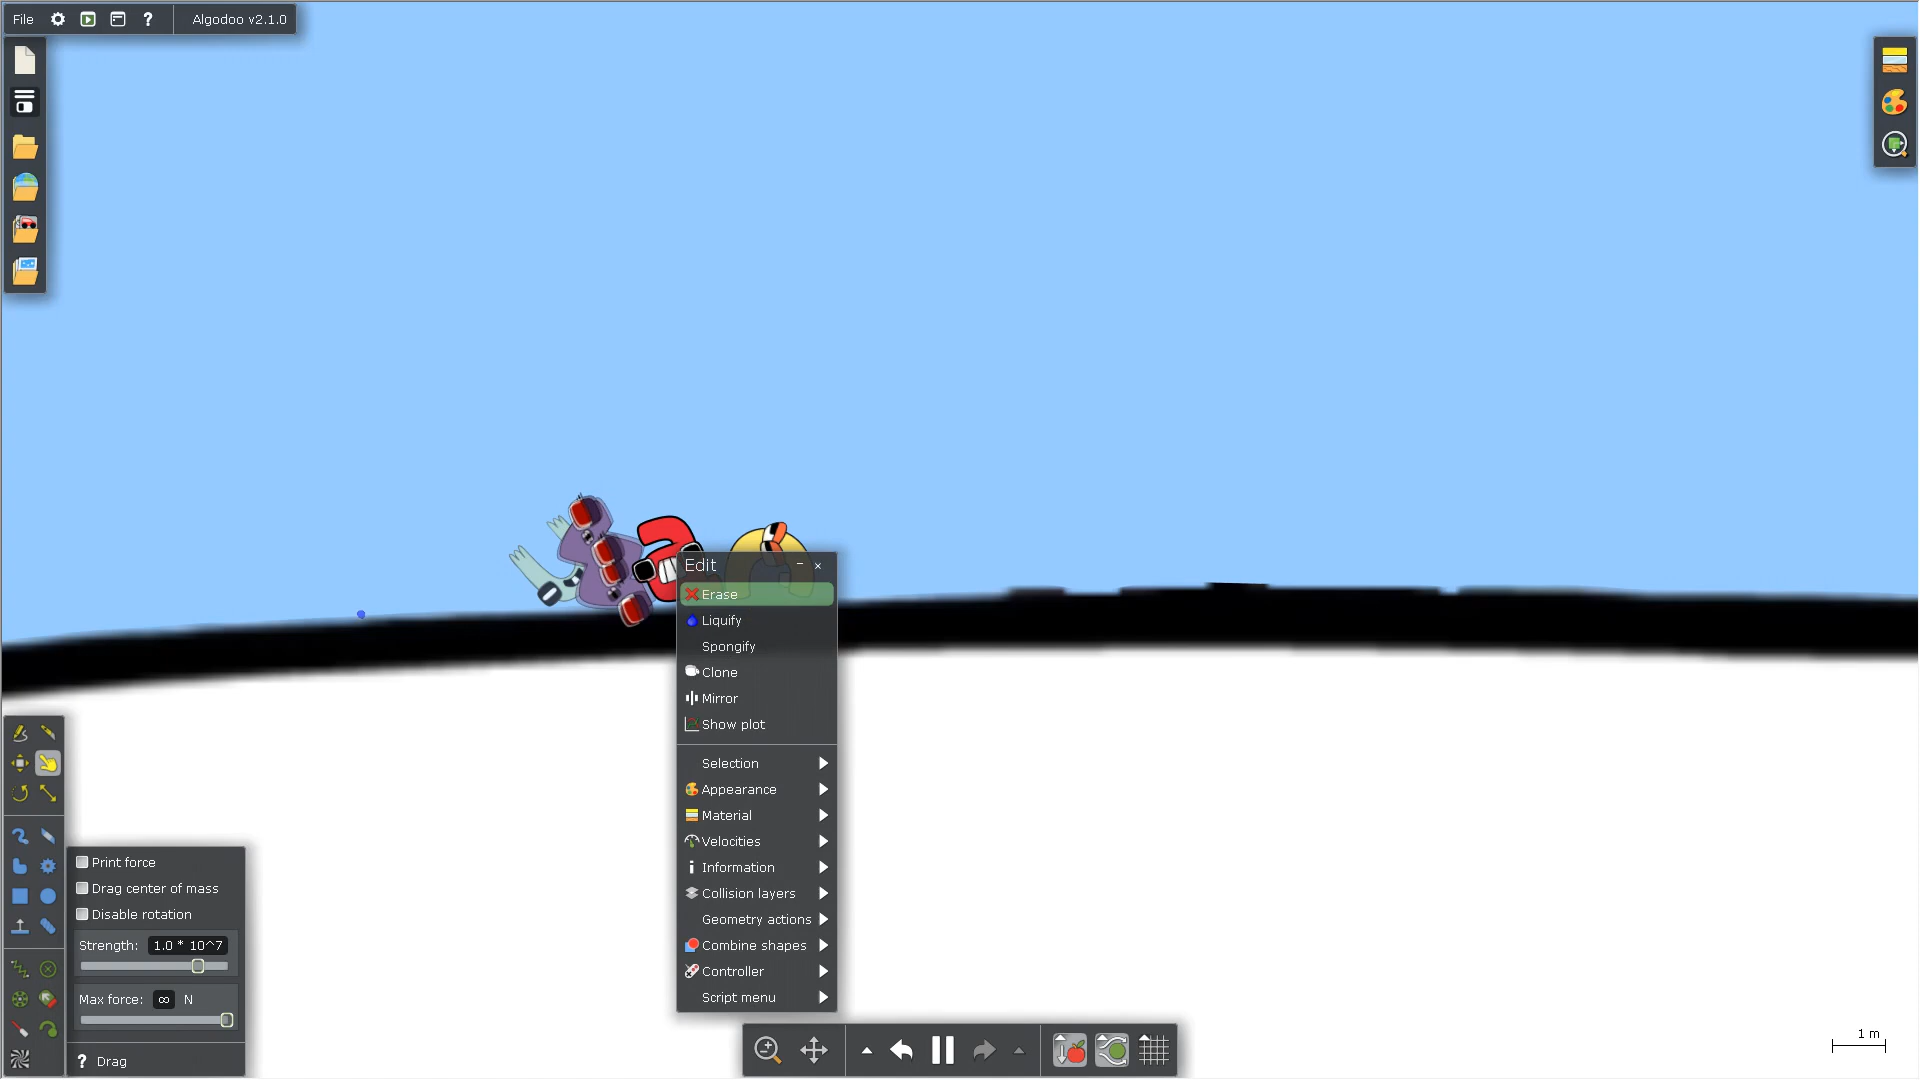 File ? Algodoo v2.1.0
Edit - ×
Erase
Liquify
Spongify
Clone
Mirror
Show plot
Selection
Appearance
Material
Velocities
Information
Collision layers
Geometry actions
Combine shapes
Controller
Script menu
Print force
Drag center of mass
Disable rotation
Strength: 1.0 * 10^7
Max force: ∞ N
? Drag
1 m